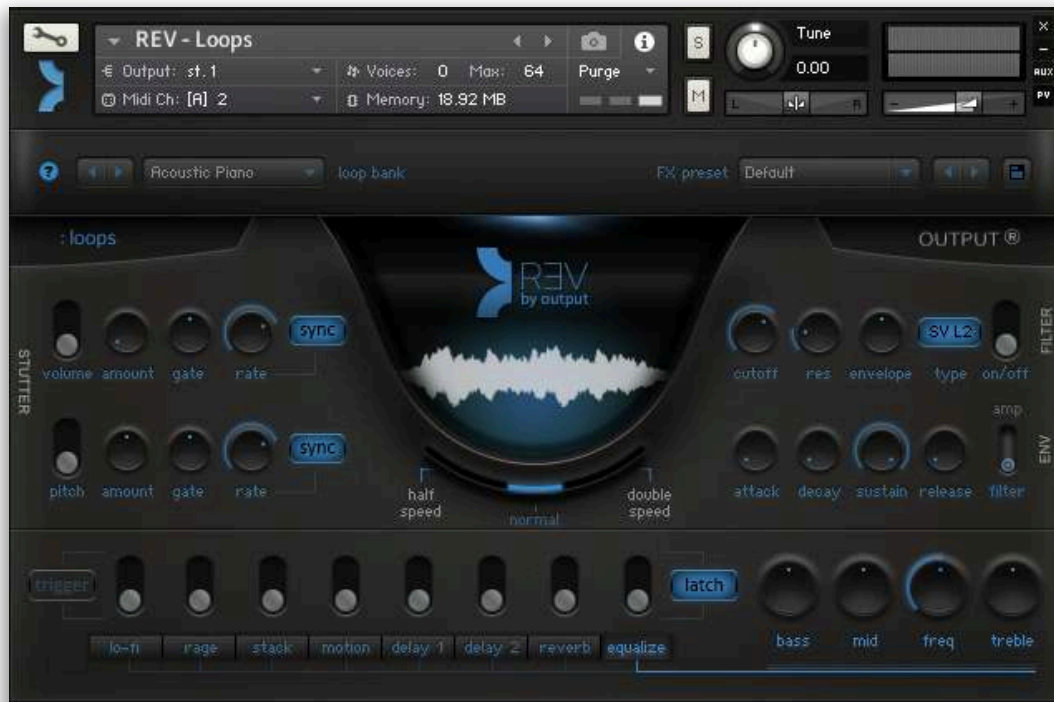 REV - Loops
Output: st.1
Voices: 0 Max: 64
Purge
Midi Ch: [A] 2
Memory: 18.92 MB
S
M
Tune
0.00
L
R
-
+
×
-
AUX
PV
?
Acoustic Piano
loop bank
FX preset
Default
: loops
OUTPUT ®
RƎV
by output
STUTTER
volume
amount
gate
rate
sync
pitch
amount
gate
rate
sync
half
speed
normal
double
speed
cutoff
res
envelope
SV L2
type
on/off
FILTER
attack
decay
sustain
release
amp
filter
ENV
trigger
latch
lo-fi
rage
stack
motion
delay 1
delay 2
reverb
equalize
bass
mid
freq
treble